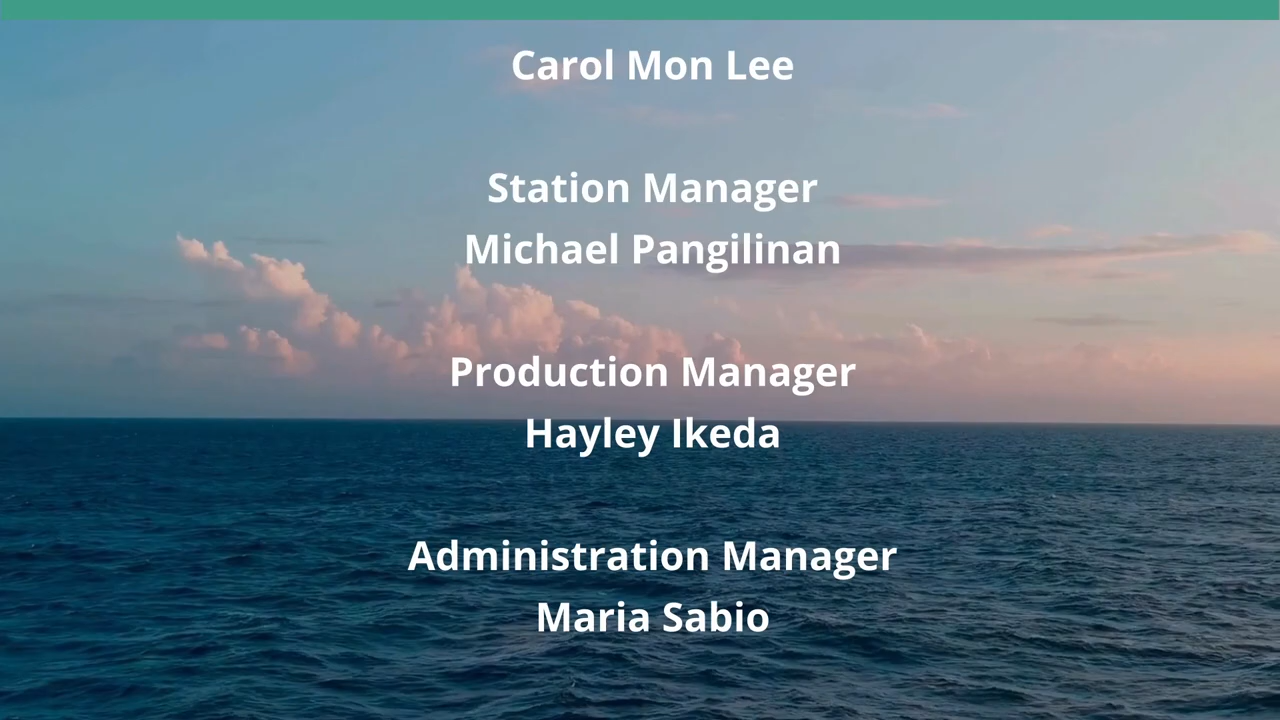 Carol Mon Lee
Station Manager
Michael Pangilinan
Production Manager
Hayley Ikeda
Administration Manager
Maria Sabio